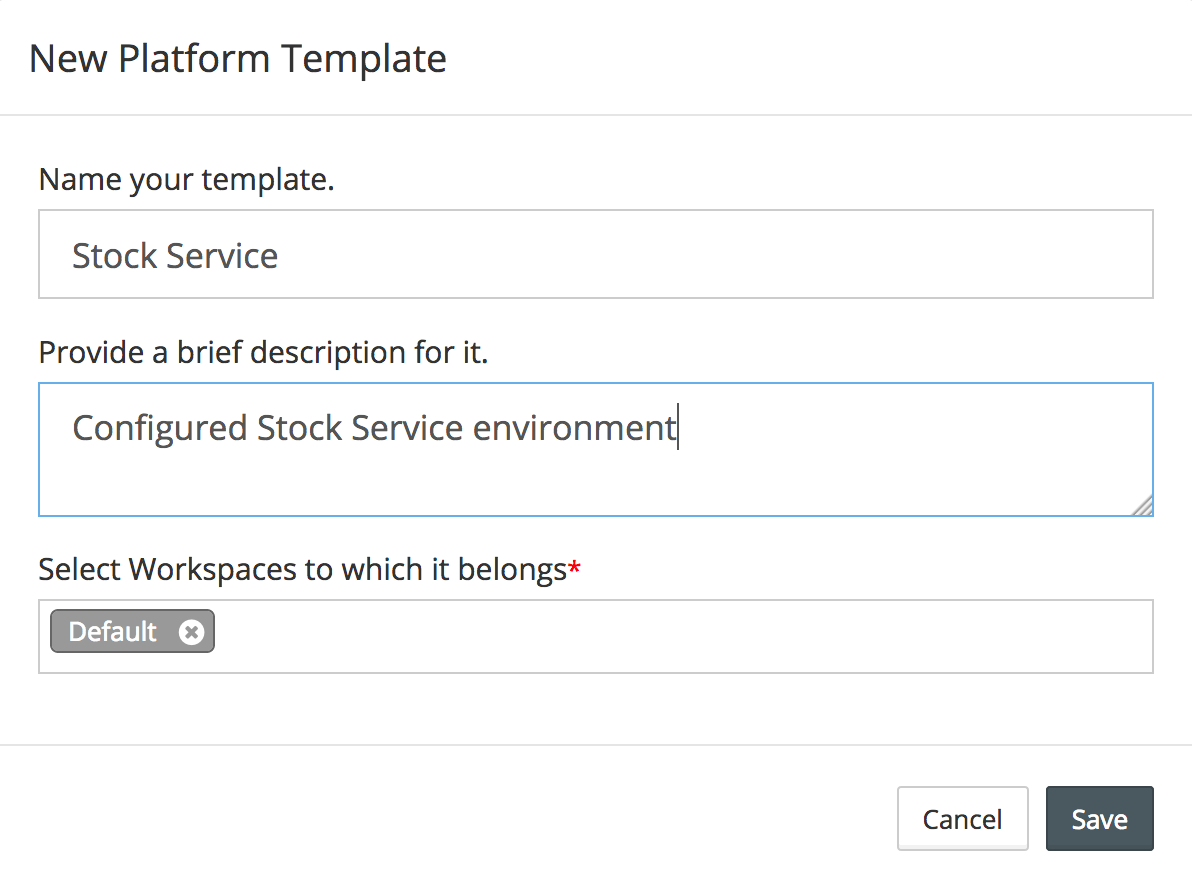 New Platform Template
Name your template.
Stock Service
Provide a brief description for it.
Configured Stock Service environment
Select Workspaces to which it belongs*
Default
Cancel
Save